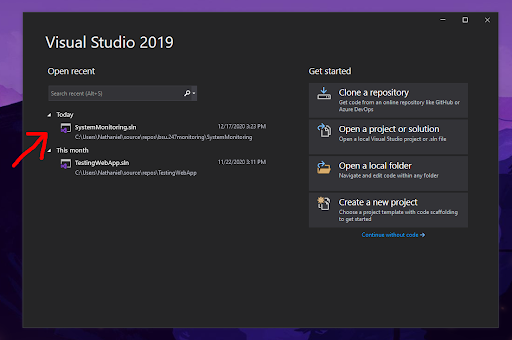 Visual Studio 2019
Open recent
Search recent (Alt+S)
Today
SystemMonitoring.sln 12/17/2020 3:23 PM
C:\Users\Nathaniel\source\repos\bsu.247monitoring\SystemMonitoring
This month
TestingWebApp.sln 11/22/2020 3:11 PM
C:\Users\Nathaniel\source\repos\TestingWebApp
Get started
Clone a repository
Get code from an online repository like GitHub or
Azure DevOps
Open a project or solution
Open a local Visual Studio project or .sln file
Open a local folder
Navigate and edit code within any folder
Create a new project
Choose a project template with code scaffolding
to get started
Continue without code →